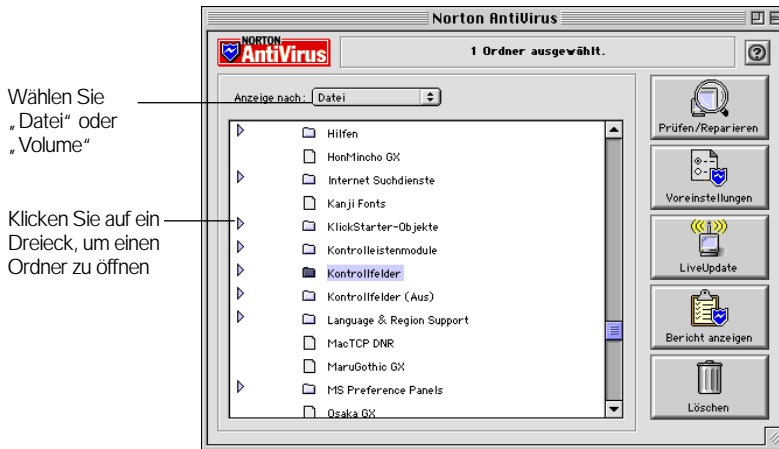 Norton AntiVirus
NORTON
AntiVirus
1 Ordner ausgewählt.
Wählen Sie
„Datei“ oder
„Volume“
Anzeige nach: Datei
Klicken Sie auf ein
Dreieck, um einen
Ordner zu öffnen
Hilfen
HonMincho GX
Internet Suchdienste
Kanji Fonts
KlickStarter-Objekte
Kontrolleistenmodule
Kontrollfelder
Kontrollfelder (Aus)
Language & Region Support
MacTCP DNR
MaruGothic GX
MS Preference Panels
Osaka GX
Prüfen/Reparieren
Voreinstellungen
LiveUpdate
Bericht anzeigen
Löschen